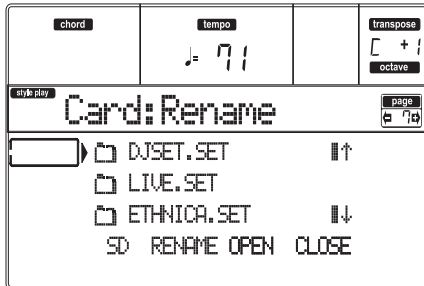 chord tempo transpose
♩= 71 [ +1
octave
style play Card:Rename page
7
DJSET.SET
LIVE.SET
ETHNICA.SET
SD RENAME OPEN CLOSE